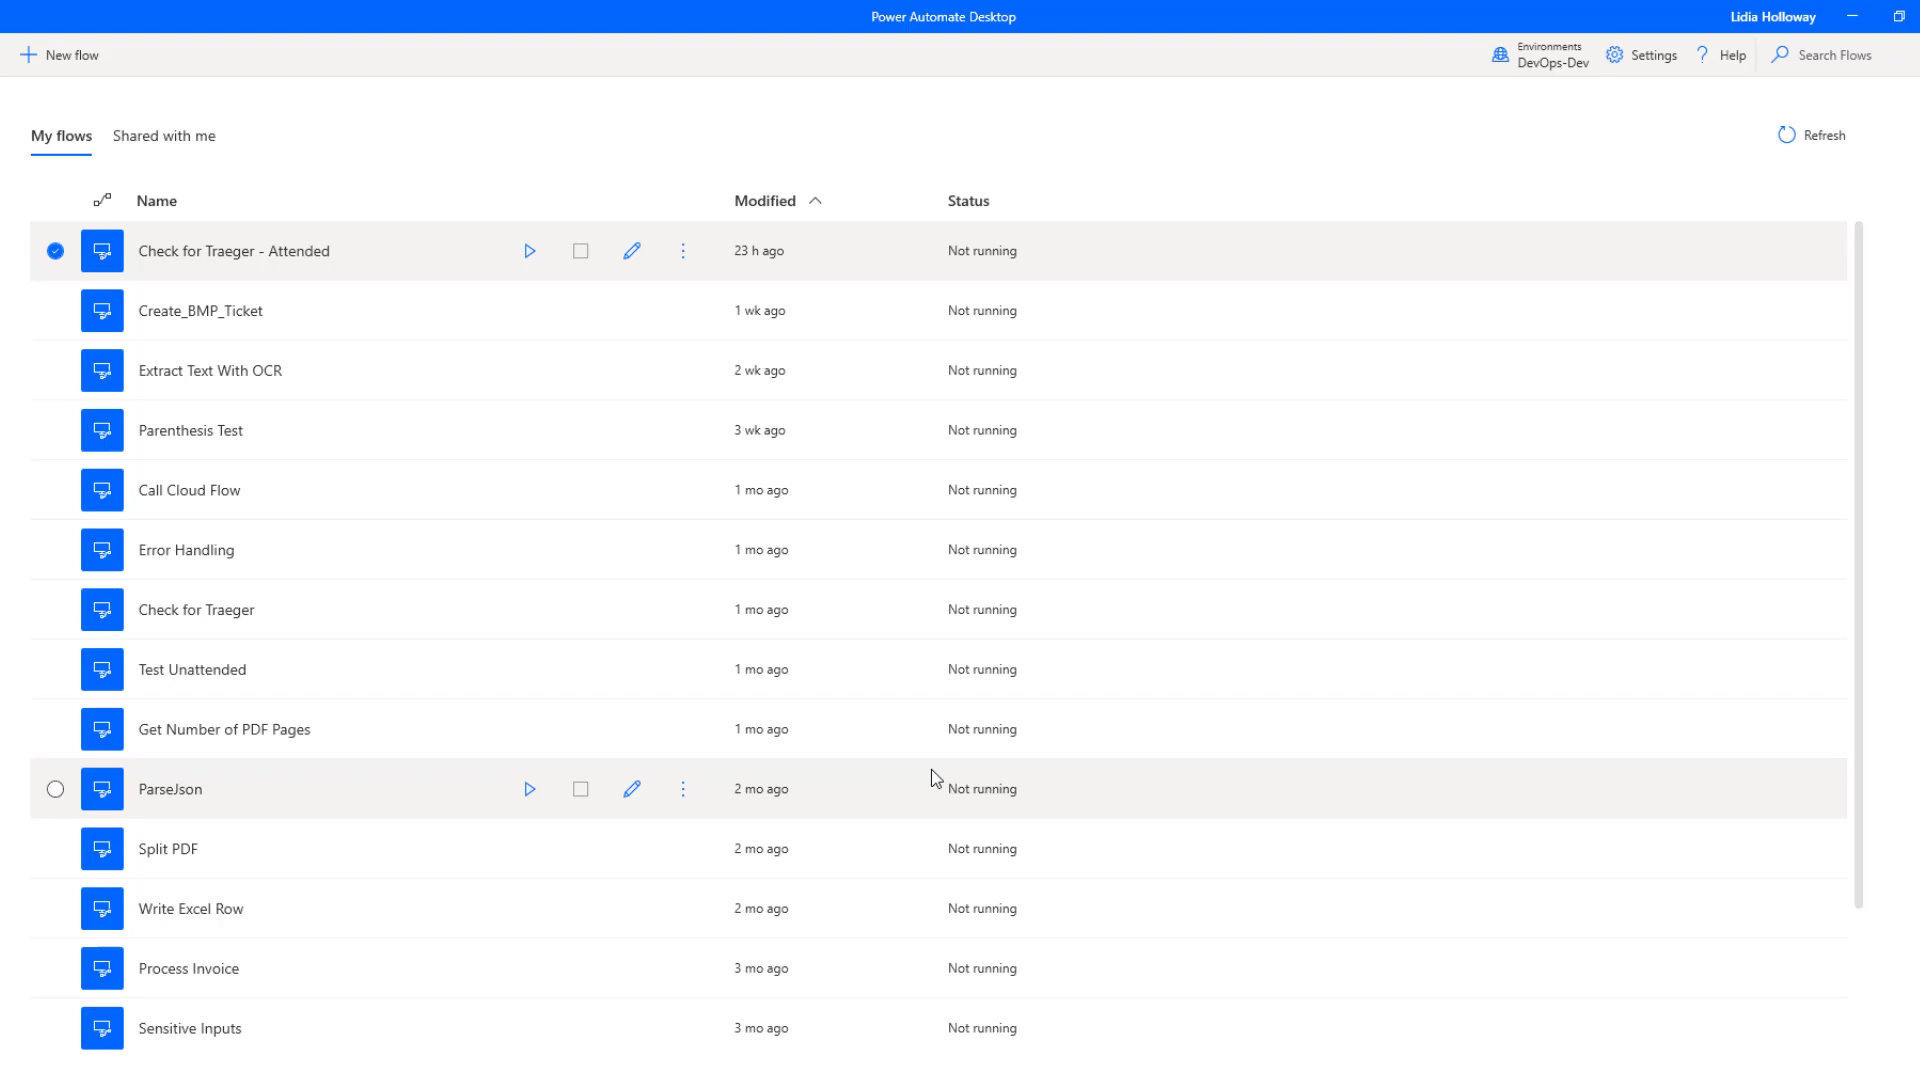 Power Automate Desktop
Lidia Holloway
New flow
Environments
DevOps-Dev
Settings
? Help
Search Flows
My flows
Shared with me
Refresh
Name Modified Status
Check for Traeger - Attended 23 h ago Not running
Create_BMP_Ticket 1 wk ago Not running
Extract Text With OCR 2 wk ago Not running
Parenthesis Test 3 wk ago Not running
Call Cloud Flow 1 mo ago Not running
Error Handling 1 mo ago Not running
Check for Traeger 1 mo ago Not running
Test Unattended 1 mo ago Not running
Get Number of PDF Pages 1 mo ago Not running
ParseJson 2 mo ago Not running
Split PDF 2 mo ago Not running
Write Excel Row 2 mo ago Not running
Process Invoice 3 mo ago Not running
Sensitive Inputs 3 mo ago Not running